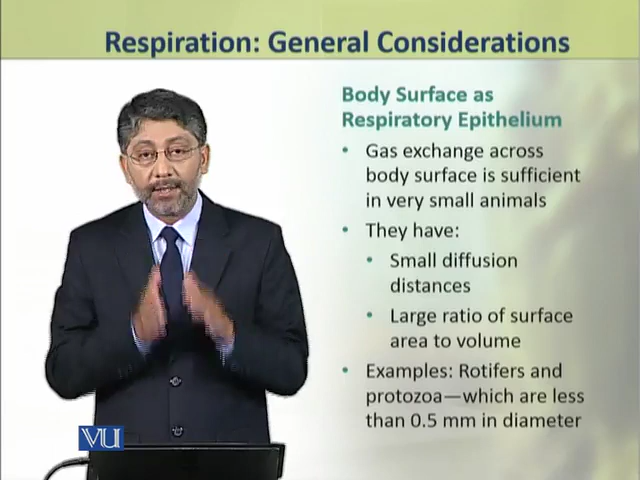 Respiration: General Considerations
Body Surface as
Respiratory Epithelium
• Gas exchange across
body surface is sufficient
in very small animals
• They have:
• Small diffusion
distances
• Large ratio of surface
area to volume
• Examples: Rotifers and
protozoa—which are less
than 0.5 mm in diameter
VU